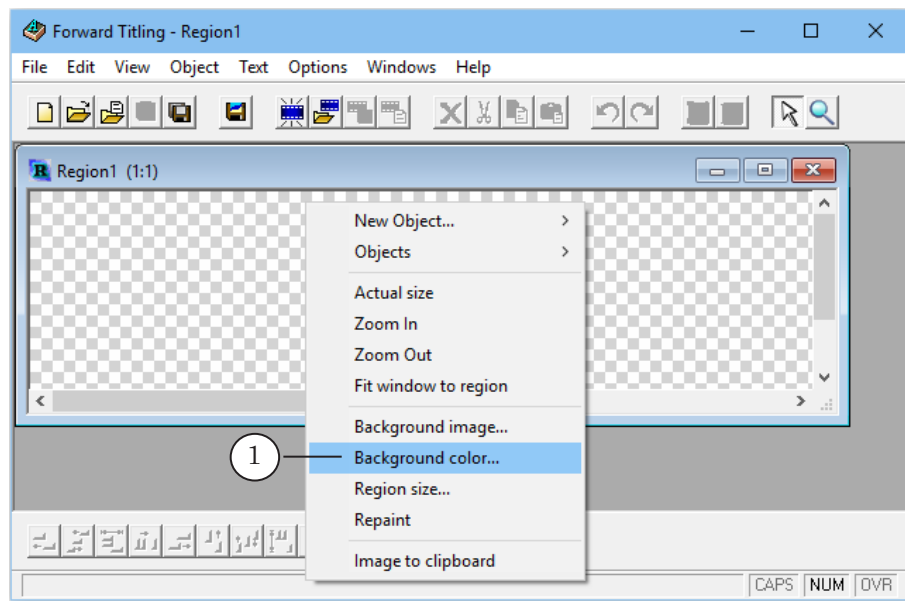 Forward Titling - Region1
File Edit View Object Text Options Windows Help
Region1 (1:1)
New Object...
Objects
Actual size
Zoom In
Zoom Out
Fit window to region
Background image...
1
Background color...
Region size...
Repaint
Image to clipboard
CAPS NUM OVR